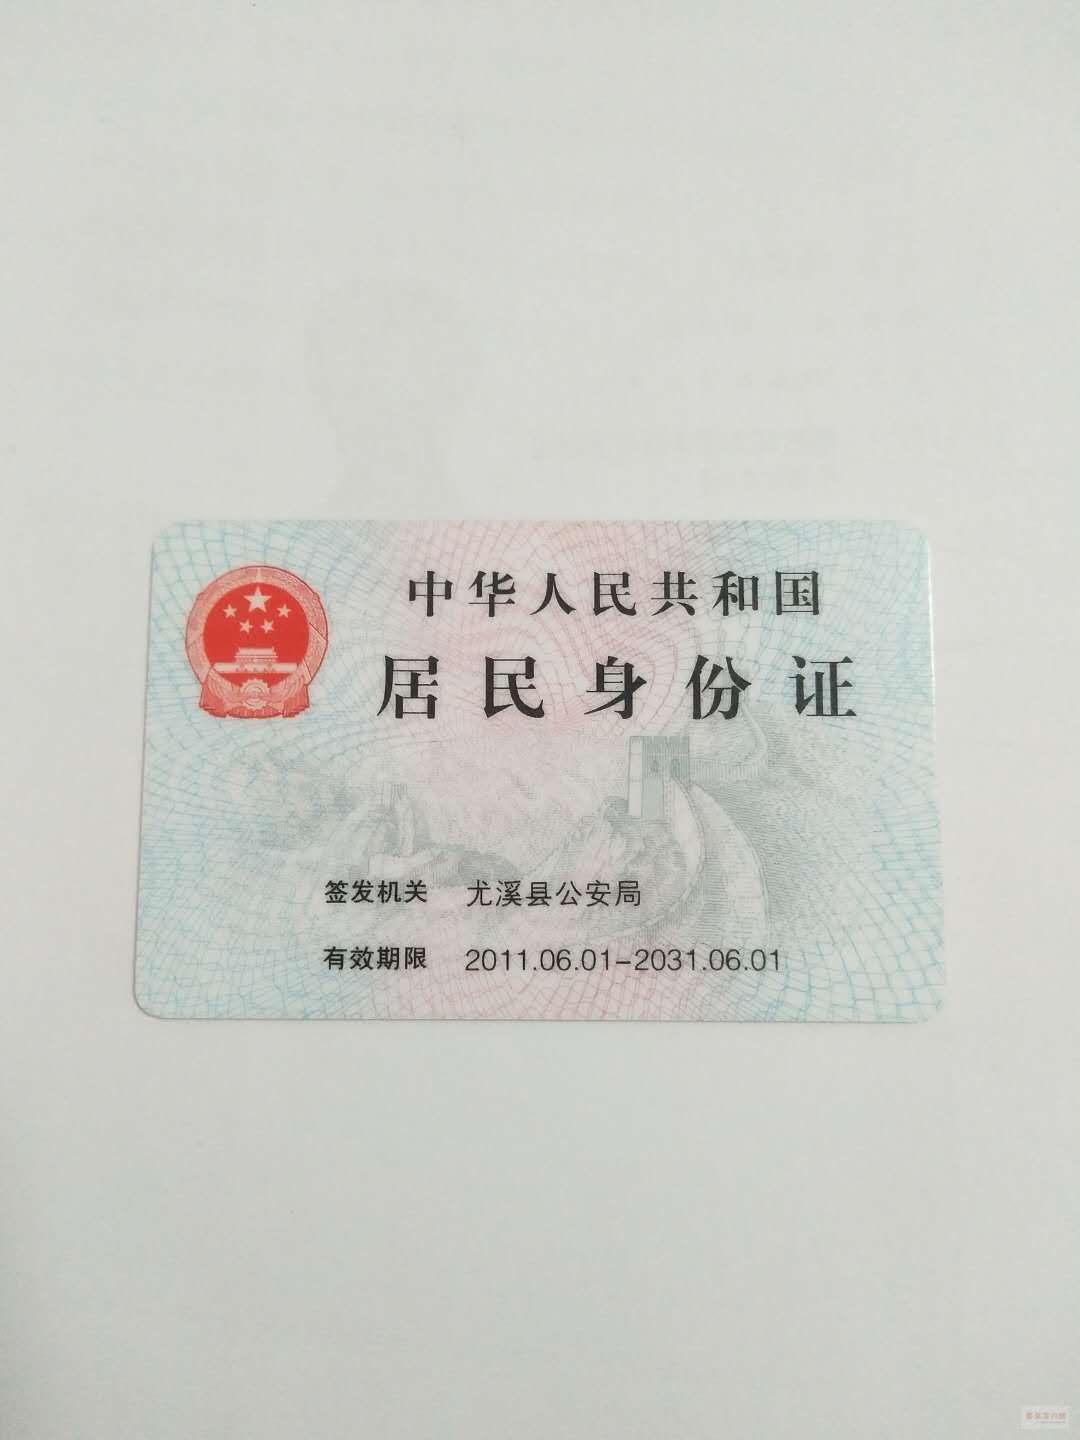 中华人民共和国
居民身份证
签发机关 尤溪县公安局
有效期限 2011.06.01-2031.06.01